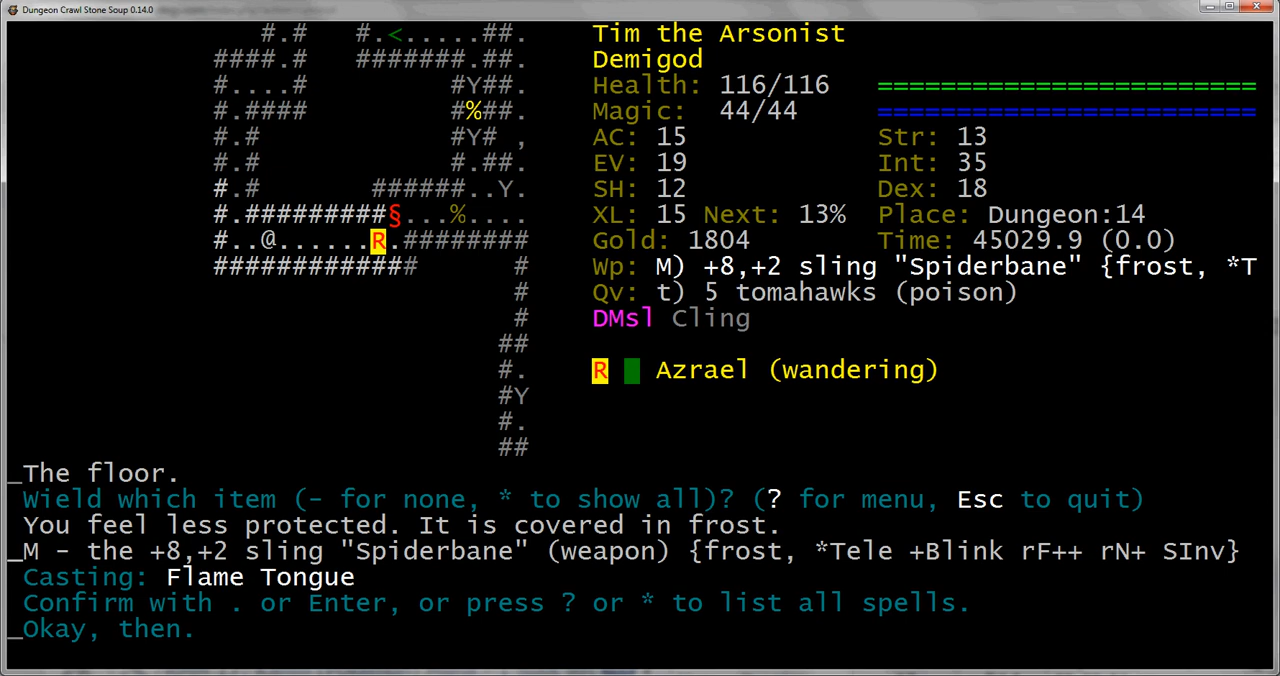 Dungeon Crawl Stone Soup 0.14.0
#.#   #.<.....##.   Tim the Arsonist
####.#   #######.##.   Demigod
#....#         #Y##.   Health: 116/116   ========================
#.####         #%##.   Magic:  44/44     ========================
#.#            #Y# ,   AC: 15            Str: 13
#.#            #.##.   EV: 19            Int: 35
#.#       ######..Y.   SH: 12            Dex: 18
#.#########§...%....   XL: 15 Next: 13%  Place: Dungeon:14
#..@......R.########   Gold: 1804        Time: 45029.9 (0.0)
############       #   Wp: M) +8,+2 sling "Spiderbane" {frost, *T
#   Qv: t) 5 tomahawks (poison)
#   DMsl Cling
##
#.   R   Azrael (wandering)
#Y
#.
##
_The floor.
Wield which item (- for none, * to show all)? (? for menu, Esc to quit)
You feel less protected. It is covered in frost.
_M - the +8,+2 sling "Spiderbane" (weapon) {frost, *Tele +Blink rF++ rN+ SInv}
Casting: Flame Tongue
Confirm with . or Enter, or press ? or * to list all spells.
_Okay, then.